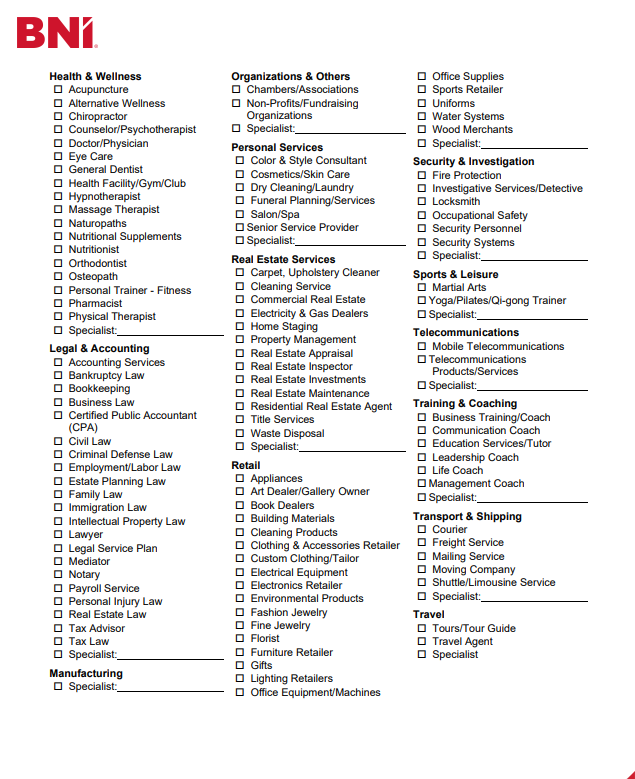 BNI
Health & Wellness
☐ Acupuncture
☐ Alternative Wellness
☐ Chiropractor
☐ Counselor/Psychotherapist
☐ Doctor/Physician
☐ Eye Care
☐ General Dentist
☐ Health Facility/Gym/Club
☐ Hypnotherapist
☐ Massage Therapist
☐ Naturopaths
☐ Nutritional Supplements
☐ Nutritionist
☐ Orthodontist
☐ Osteopath
☐ Personal Trainer - Fitness
☐ Pharmacist
☐ Physical Therapist
☐ Specialist:
Legal & Accounting
☐ Accounting Services
☐ Bankruptcy Law
☐ Bookkeeping
☐ Business Law
☐ Certified Public Accountant
(CPA)
☐ Civil Law
☐ Criminal Defense Law
☐ Employment/Labor Law
☐ Estate Planning Law
☐ Family Law
☐ Immigration Law
☐ Intellectual Property Law
☐ Lawyer
☐ Legal Service Plan
☐ Mediator
☐ Notary
☐ Payroll Service
☐ Personal Injury Law
☐ Real Estate Law
☐ Tax Advisor
☐ Tax Law
☐ Specialist:
Manufacturing
☐ Specialist:
Organizations & Others
☐ Chambers/Associations
☐ Non-Profits/Fundraising
Organizations
☐ Specialist:
Personal Services
☐ Color & Style Consultant
☐ Cosmetics/Skin Care
☐ Dry Cleaning/Laundry
☐ Funeral Planning/Services
☐ Salon/Spa
☐ Senior Service Provider
☐ Specialist:
Real Estate Services
☐ Carpet, Upholstery Cleaner
☐ Cleaning Service
☐ Commercial Real Estate
☐ Electricity & Gas Dealers
☐ Home Staging
☐ Property Management
☐ Real Estate Appraisal
☐ Real Estate Inspector
☐ Real Estate Investments
☐ Real Estate Maintenance
☐ Residential Real Estate Agent
☐ Title Services
☐ Waste Disposal
☐ Specialist:
Retail
☐ Appliances
☐ Art Dealer/Gallery Owner
☐ Book Dealers
☐ Building Materials
☐ Cleaning Products
☐ Clothing & Accessories Retailer
☐ Custom Clothing/Tailor
☐ Electrical Equipment
☐ Electronics Retailer
☐ Environmental Products
☐ Fashion Jewelry
☐ Fine Jewelry
☐ Florist
☐ Furniture Retailer
☐ Gifts
☐ Lighting Retailers
☐ Office Equipment/Machines
☐ Office Supplies
☐ Sports Retailer
☐ Uniforms
☐ Water Systems
☐ Wood Merchants
☐ Specialist:
Security & Investigation
☐ Fire Protection
☐ Investigative Services/Detective
☐ Locksmith
☐ Occupational Safety
☐ Security Personnel
☐ Security Systems
☐ Specialist:
Sports & Leisure
☐ Martial Arts
☐ Yoga/Pilates/Qi-gong Trainer
☐ Specialist:
Telecommunications
☐ Mobile Telecommunications
☐ Telecommunications
Products/Services
☐ Specialist:
Training & Coaching
☐ Business Training/Coach
☐ Communication Coach
☐ Education Services/Tutor
☐ Leadership Coach
☐ Life Coach
☐ Management Coach
☐ Specialist:
Transport & Shipping
☐ Courier
☐ Freight Service
☐ Mailing Service
☐ Moving Company
☐ Shuttle/Limousine Service
☐ Specialist:
Travel
☐ Tours/Tour Guide
☐ Travel Agent
☐ Specialist